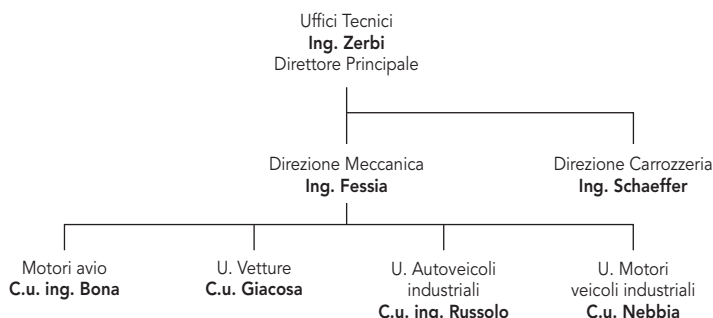 Uffici Tecnici
Ing. Zerbi
Direttore Principale
Direzione Meccanica
Ing. Fessia
Direzione Carrozzeria
Ing. Schaeffer
Motori avio
C.u. ing. Bona
U. Vetture
C.u. Giacosa
U. Autoveicoli
industriali
C.u. ing. Russolo
U. Motori
veicoli industriali
C.u. Nebbia